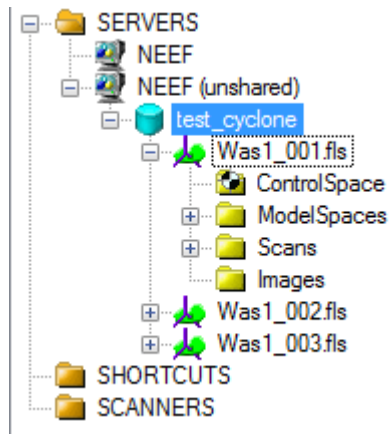 SERVERS
NEEF
NEEF (unshared)
test_cyclone
Was1_001.fls
ControlSpace
ModelSpaces
Scans
Images
Was1_002.fls
Was1_003.fls
SHORTCUTS
SCANNERS